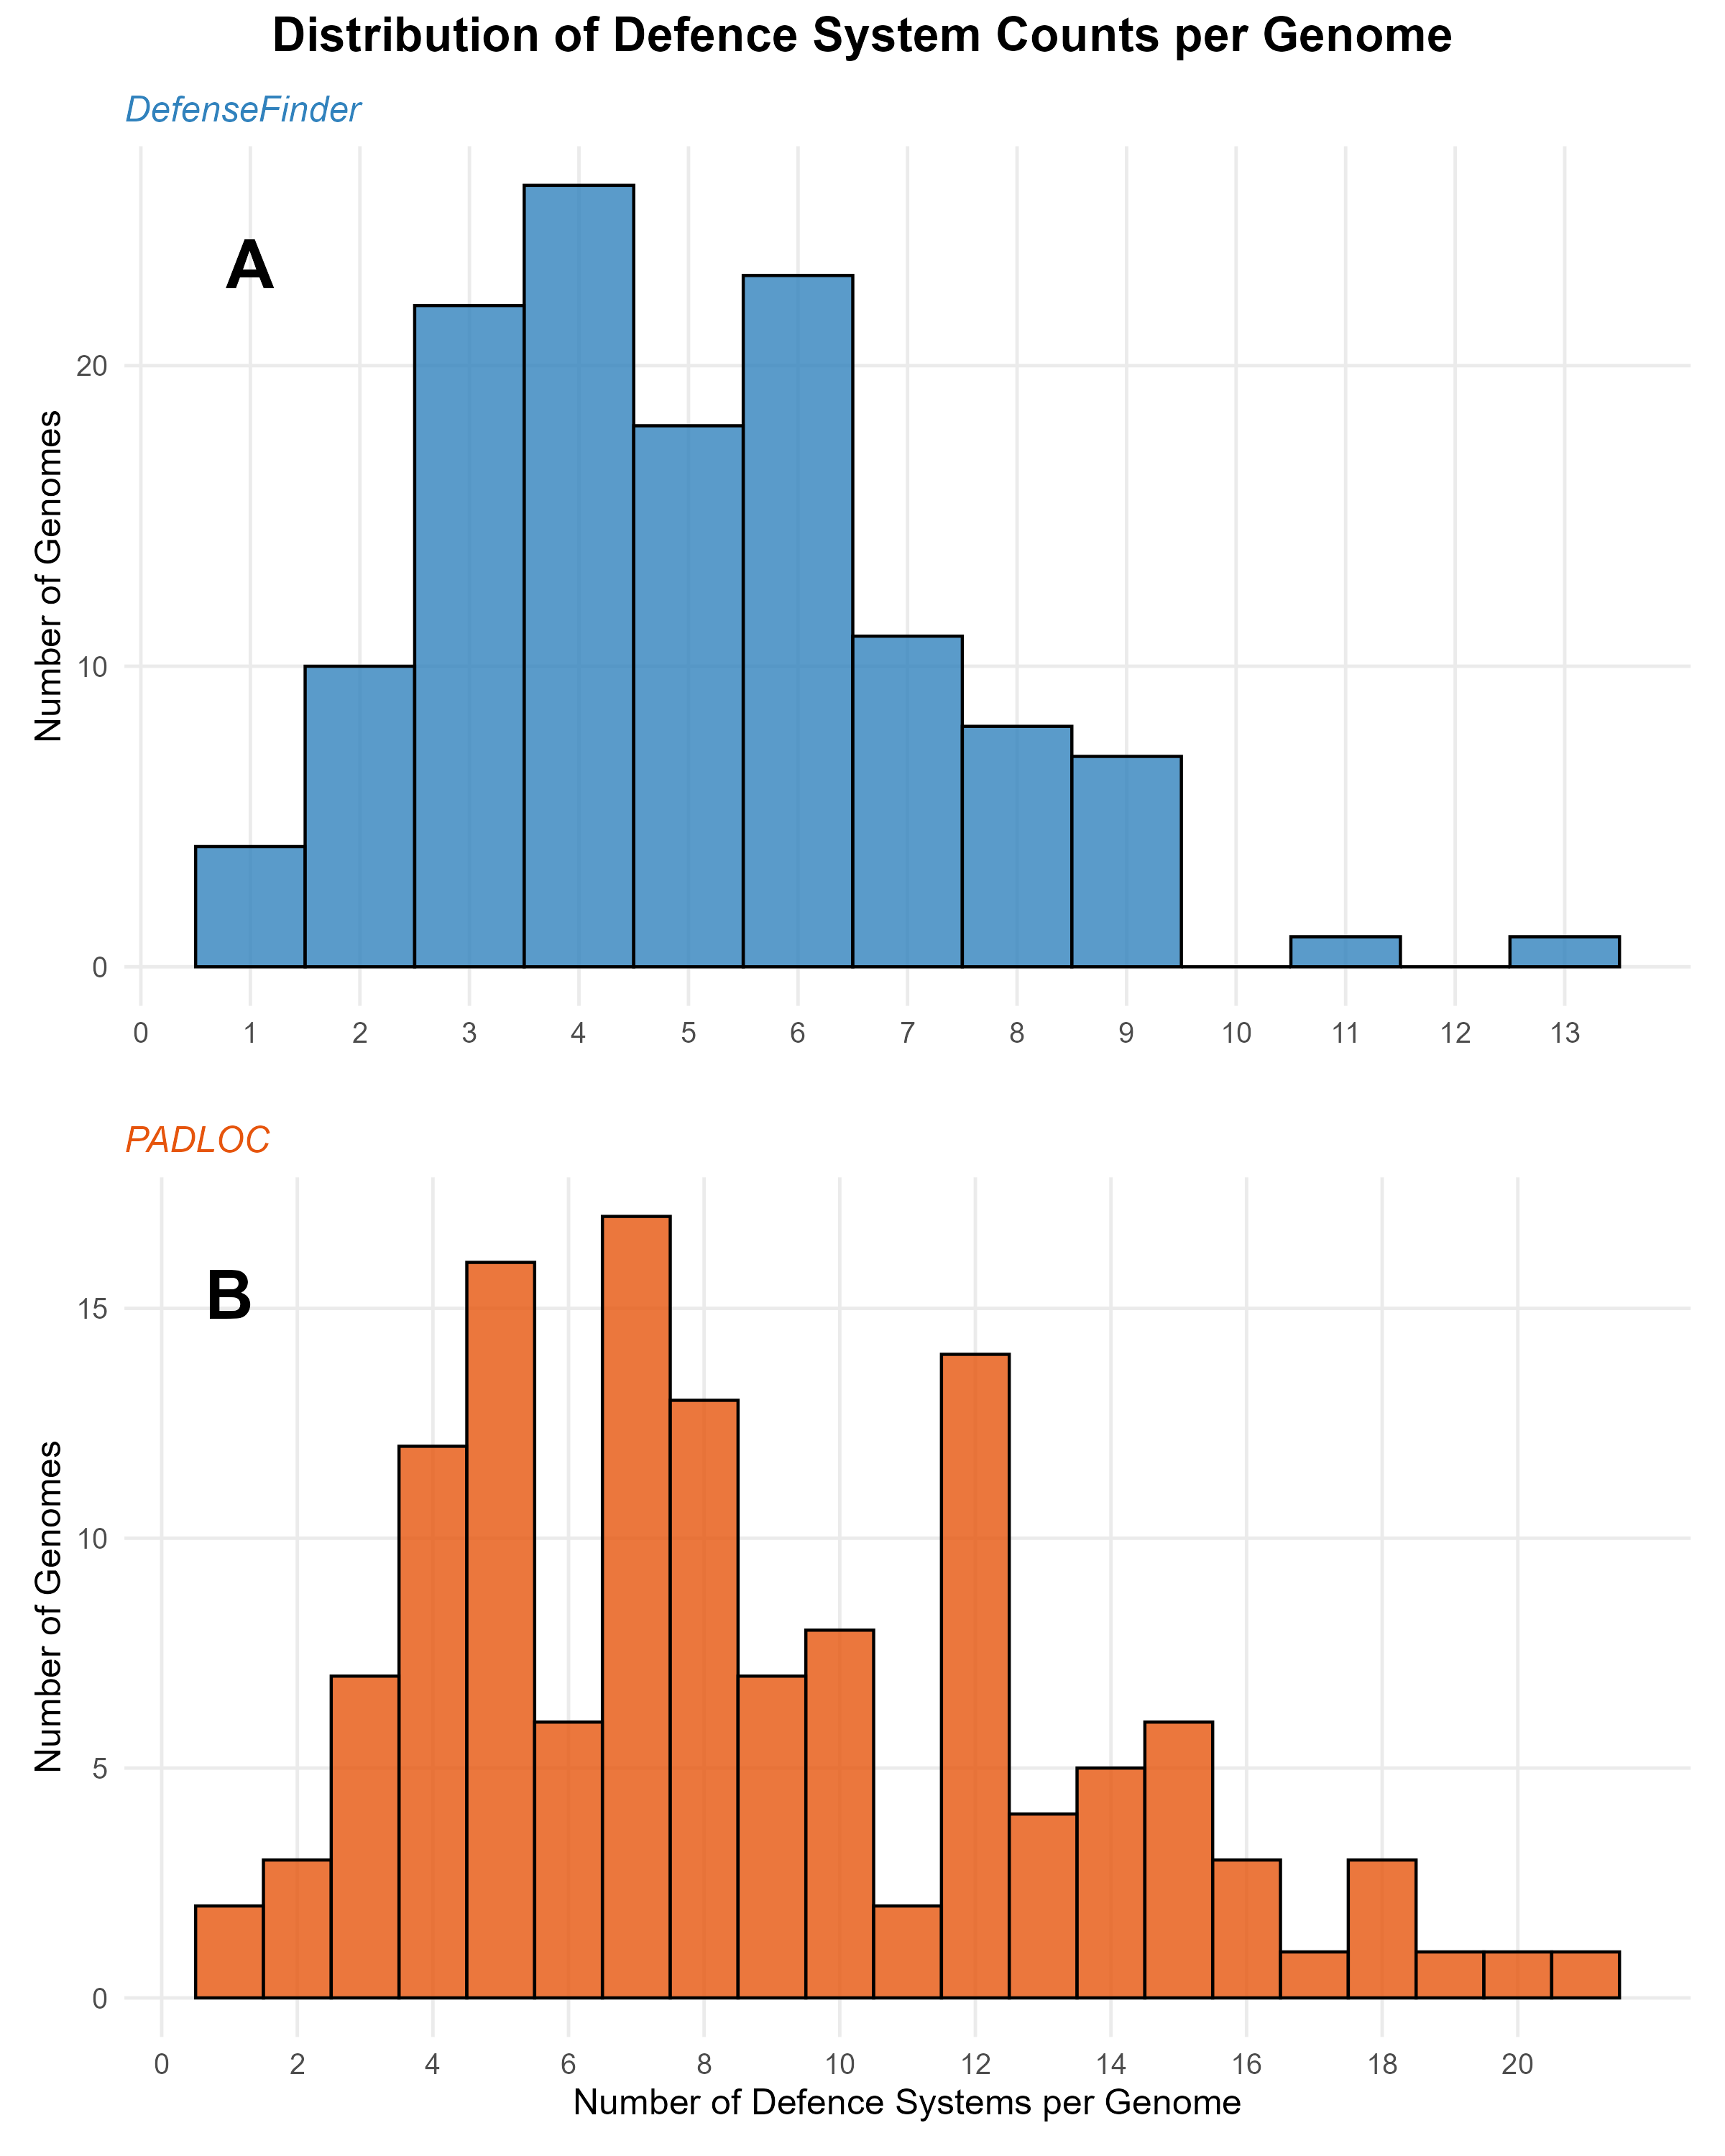 Distribution of Defence System Counts per Genome
DefenseFinder
A
Number of Genomes
20
10
0
0 1 2 3 4 5 6 7 8 9 10 11 12 13
PADLOC
B
Number of Genomes
15
10
5
0
0 2 4 6 8 10 12 14 16 18 20
Number of Defence Systems per Genome